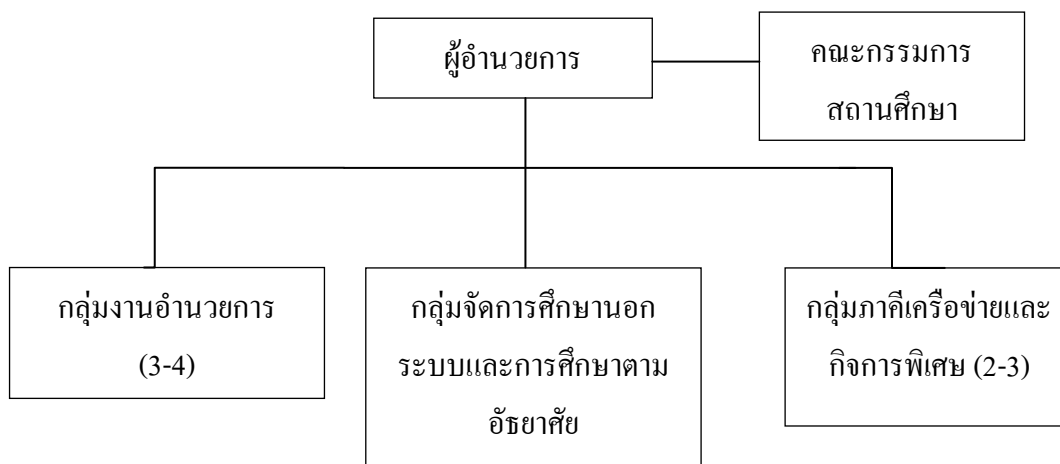 ผู้อำนวยการ
คณะกรรมการ
สถานศึกษา
กลุ่มงานอำนวยการ
(3-4)
กลุ่มจัดการศึกษานอก
ระบบและการศึกษาตาม
อัธยาศัย
กลุ่มภาคีเครือข่ายและ
กิจการพิเศษ (2-3)